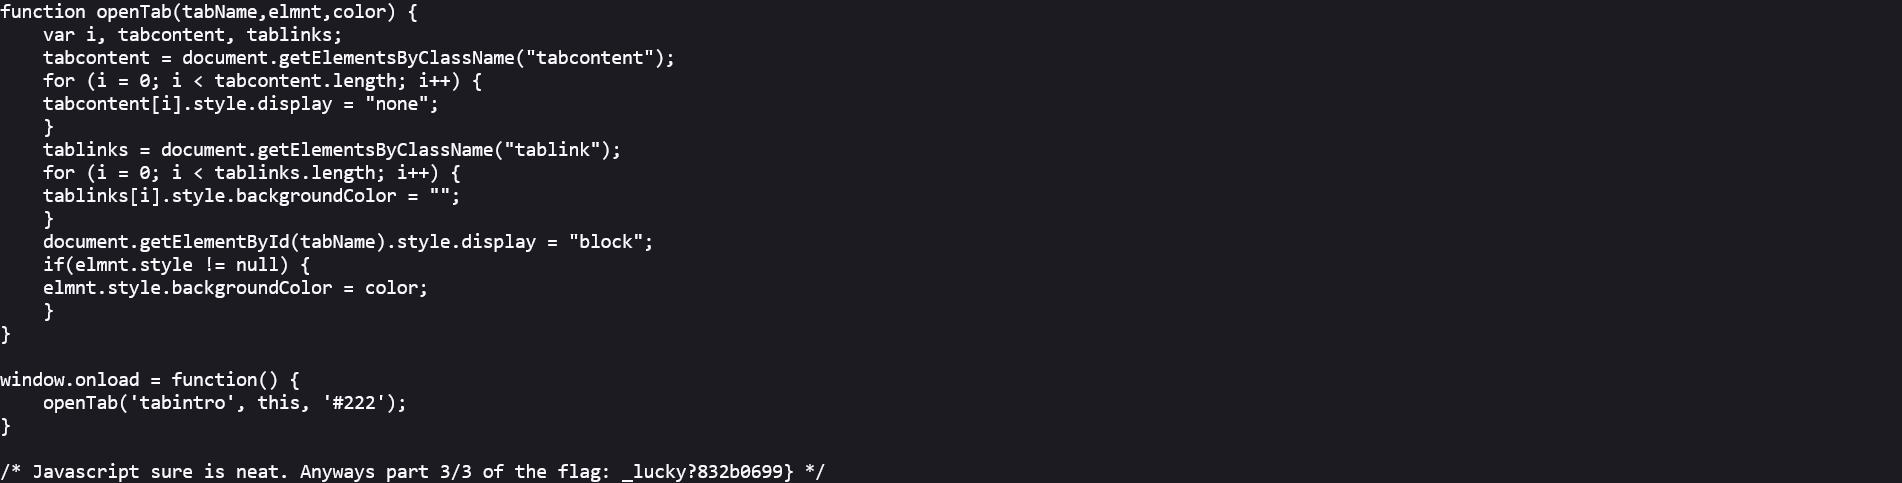 function openTab(tabName,elmnt,color) {
    var i, tabcontent, tablinks;
    tabcontent = document.getElementsByClassName("tabcontent");
    for (i = 0; i < tabcontent.length; i++) {
    tabcontent[i].style.display = "none";
    }
    tablinks = document.getElementsByClassName("tablink");
    for (i = 0; i < tablinks.length; i++) {
    tablinks[i].style.backgroundColor = "";
    }
    document.getElementById(tabName).style.display = "block";
    if(elmnt.style != null) {
    elmnt.style.backgroundColor = color;
    }
}

window.onload = function() {
    openTab('tabintro', this, '#222');
}

/* Javascript sure is neat. Anyways part 3/3 of the flag: _lucky?832b0699} */